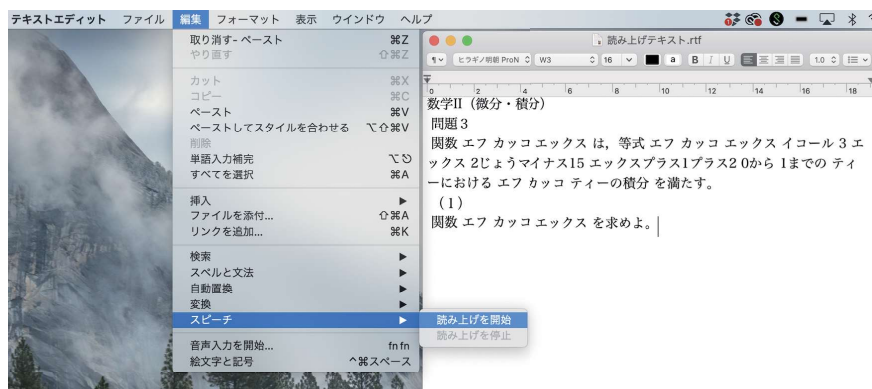 テキストエディット ファイル 編集 フォーマット 表示 ウインドウ ヘルプ
取り消す- ペースト ⌘Z
やり直す ⇧⌘Z
カット ⌘X
コピー ⌘C
ペースト ⌘V
ペーストしてスタイルを合わせる ⌥⇧⌘V
削除
単語入力補完 ⌥⎋
すべてを選択 ⌘A
挿入 ▶
ファイルを添付... ⇧⌘A
リンクを追加... ⌘K
検索 ▶
スペルと文法 ▶
自動置換 ▶
変換 ▶
スピーチ ▶
音声入力を開始... fn fn
絵文字と記号 ^⌘スペース
読み上げを開始
読み上げを停止
読み上げテキスト.rtf
ヒラギノ明朝 ProN W3 16 a B I U 1.0
0 2 4 6 8 10 12 14 16 18
数学II（微分・積分）
問題３
関数 エフ カッコ エックス は，等式 エフ カッコ エックス イコール 3 エ
ックス 2じょうマイナス15 エックスプラス1プラス2 0から 1までの ティ
ーにおける エフ カッコ ティーの積分 を満たす。
（1）
関数 エフ カッコ エックス を求めよ。